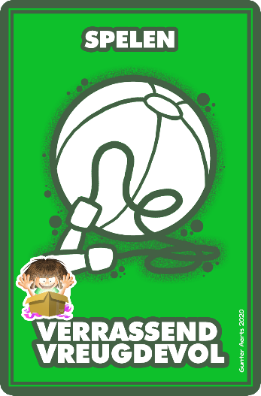 SPELEN
VERRASSEND
VREUGDEVOL
Gunter Aerts 2020